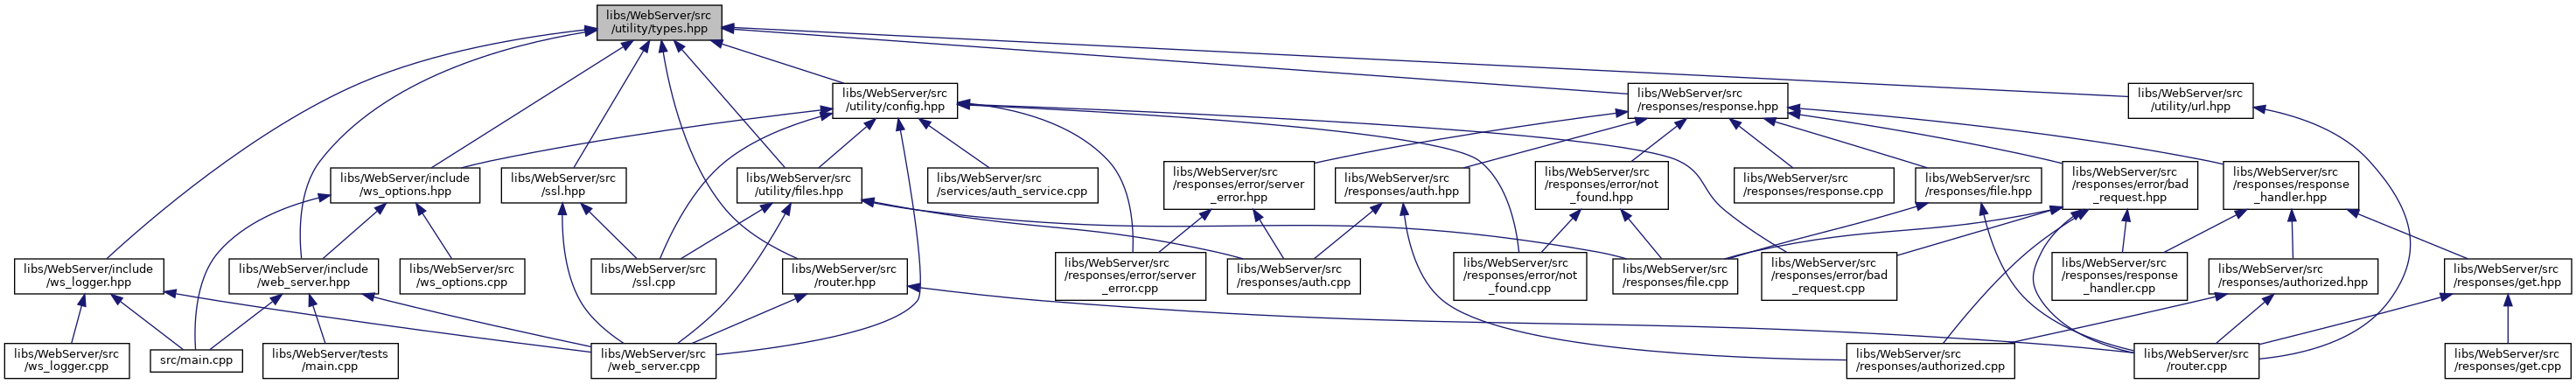 libs/WebServer/src
/utility/types.hpp
libs/WebServer/src
/utility/config.hpp
libs/WebServer/src
/responses/response.hpp
libs/WebServer/src
/utility/url.hpp
libs/WebServer/include
/ws_options.hpp
libs/WebServer/src
/ssl.hpp
libs/WebServer/src
/utility/files.hpp
libs/WebServer/src
/services/auth_service.cpp
libs/WebServer/src
/responses/error/server
_error.hpp
libs/WebServer/src
/responses/auth.hpp
libs/WebServer/src
/responses/error/not
_found.hpp
libs/WebServer/src
/responses/response.cpp
libs/WebServer/src
/responses/file.hpp
libs/WebServer/src
/responses/error/bad
_request.hpp
libs/WebServer/src
/responses/response
_handler.hpp
libs/WebServer/include
/ws_logger.hpp
libs/WebServer/include
/web_server.hpp
libs/WebServer/src
/ws_options.cpp
libs/WebServer/src
/ssl.cpp
libs/WebServer/src
/router.hpp
libs/WebServer/src
/responses/error/server
_error.cpp
libs/WebServer/src
/responses/auth.cpp
libs/WebServer/src
/responses/error/not
_found.cpp
libs/WebServer/src
/responses/file.cpp
libs/WebServer/src
/responses/error/bad
_request.cpp
libs/WebServer/src
/responses/response
_handler.cpp
libs/WebServer/src
/responses/authorized.hpp
libs/WebServer/src
/responses/get.hpp
libs/WebServer/src
/ws_logger.cpp
src/main.cpp
libs/WebServer/tests
/main.cpp
libs/WebServer/src
/web_server.cpp
libs/WebServer/src
/responses/authorized.cpp
libs/WebServer/src
/router.cpp
libs/WebServer/src
/responses/get.cpp